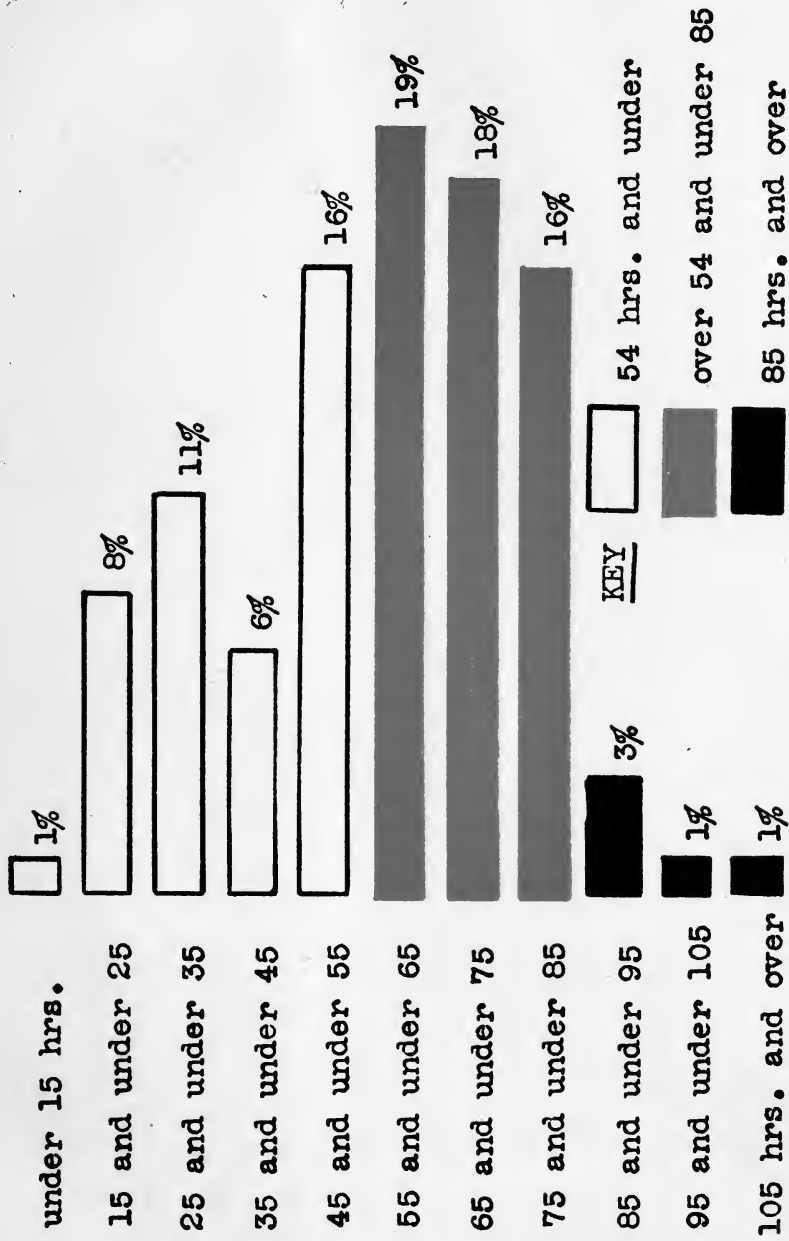 under 15 hrs. 1%
15 and under 25 8%
25 and under 35 11%
35 and under 45 6%
45 and under 55 16%
55 and under 65 19%
65 and under 75 18%
75 and under 85 16%
85 and under 95 3%
95 and under 105 1%
105 hrs. and over 1%
KEY
54 hrs. and under
over 54 and under 85
85 hrs. and over